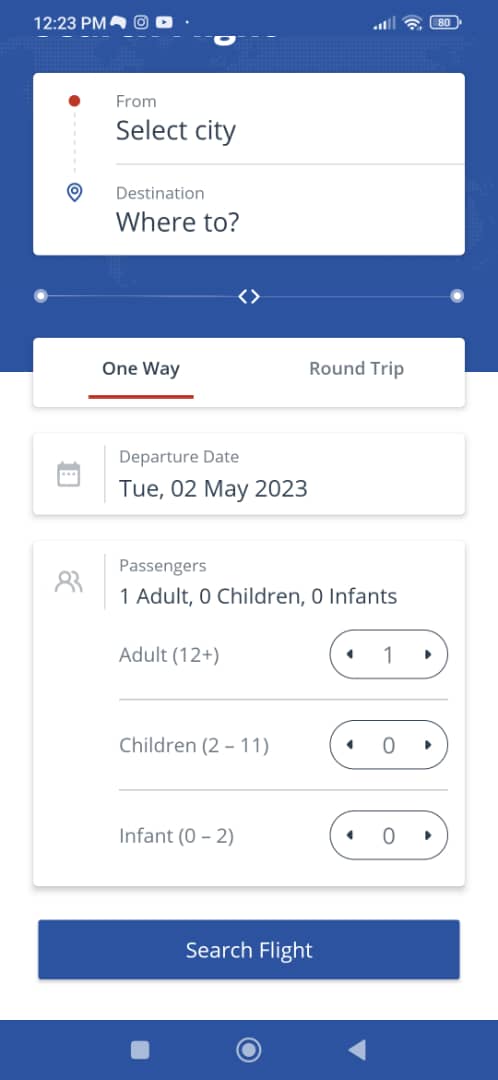 12:23 PM
80
From
Select city
Destination
Where to?
One Way
Round Trip
Departure Date
Tue, 02 May 2023
Passengers
1 Adult, 0 Children, 0 Infants
Adult (12+)
1
Children (2 – 11)
0
Infant (0 – 2)
0
Search Flight